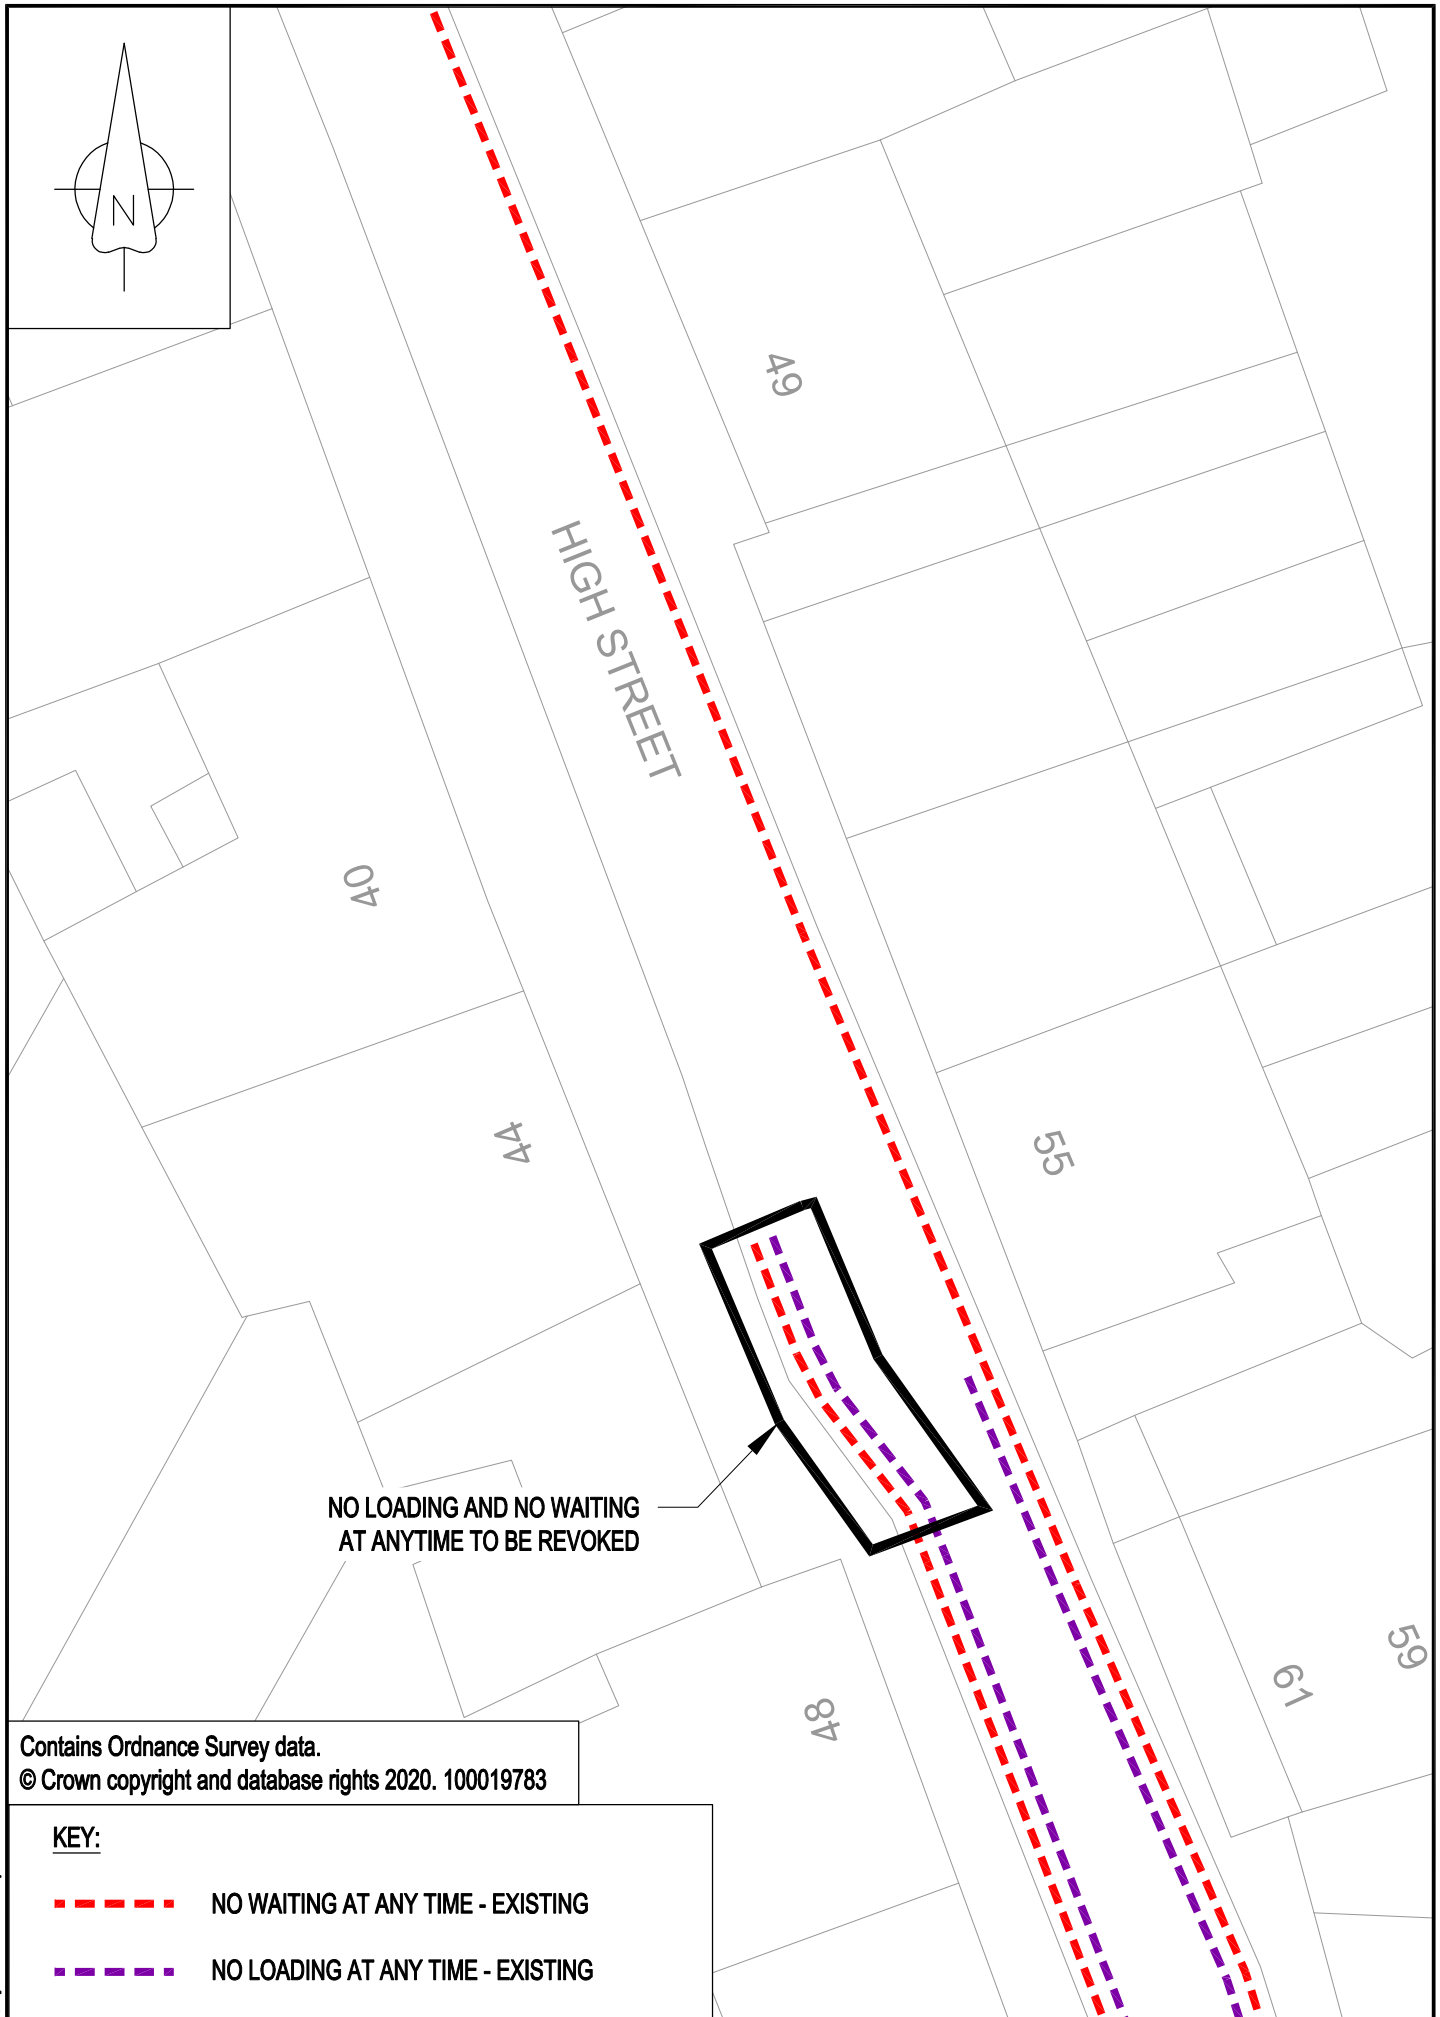 N
49
HIGH STREET
40
44
55
NO LOADING AND NO WAITING
AT ANYTIME TO BE REVOKED
59
61
48
Contains Ordnance Survey data.
© Crown copyright and database rights 2020. 100019783
KEY:
NO WAITING AT ANY TIME - EXISTING
NO LOADING AT ANY TIME - EXISTING